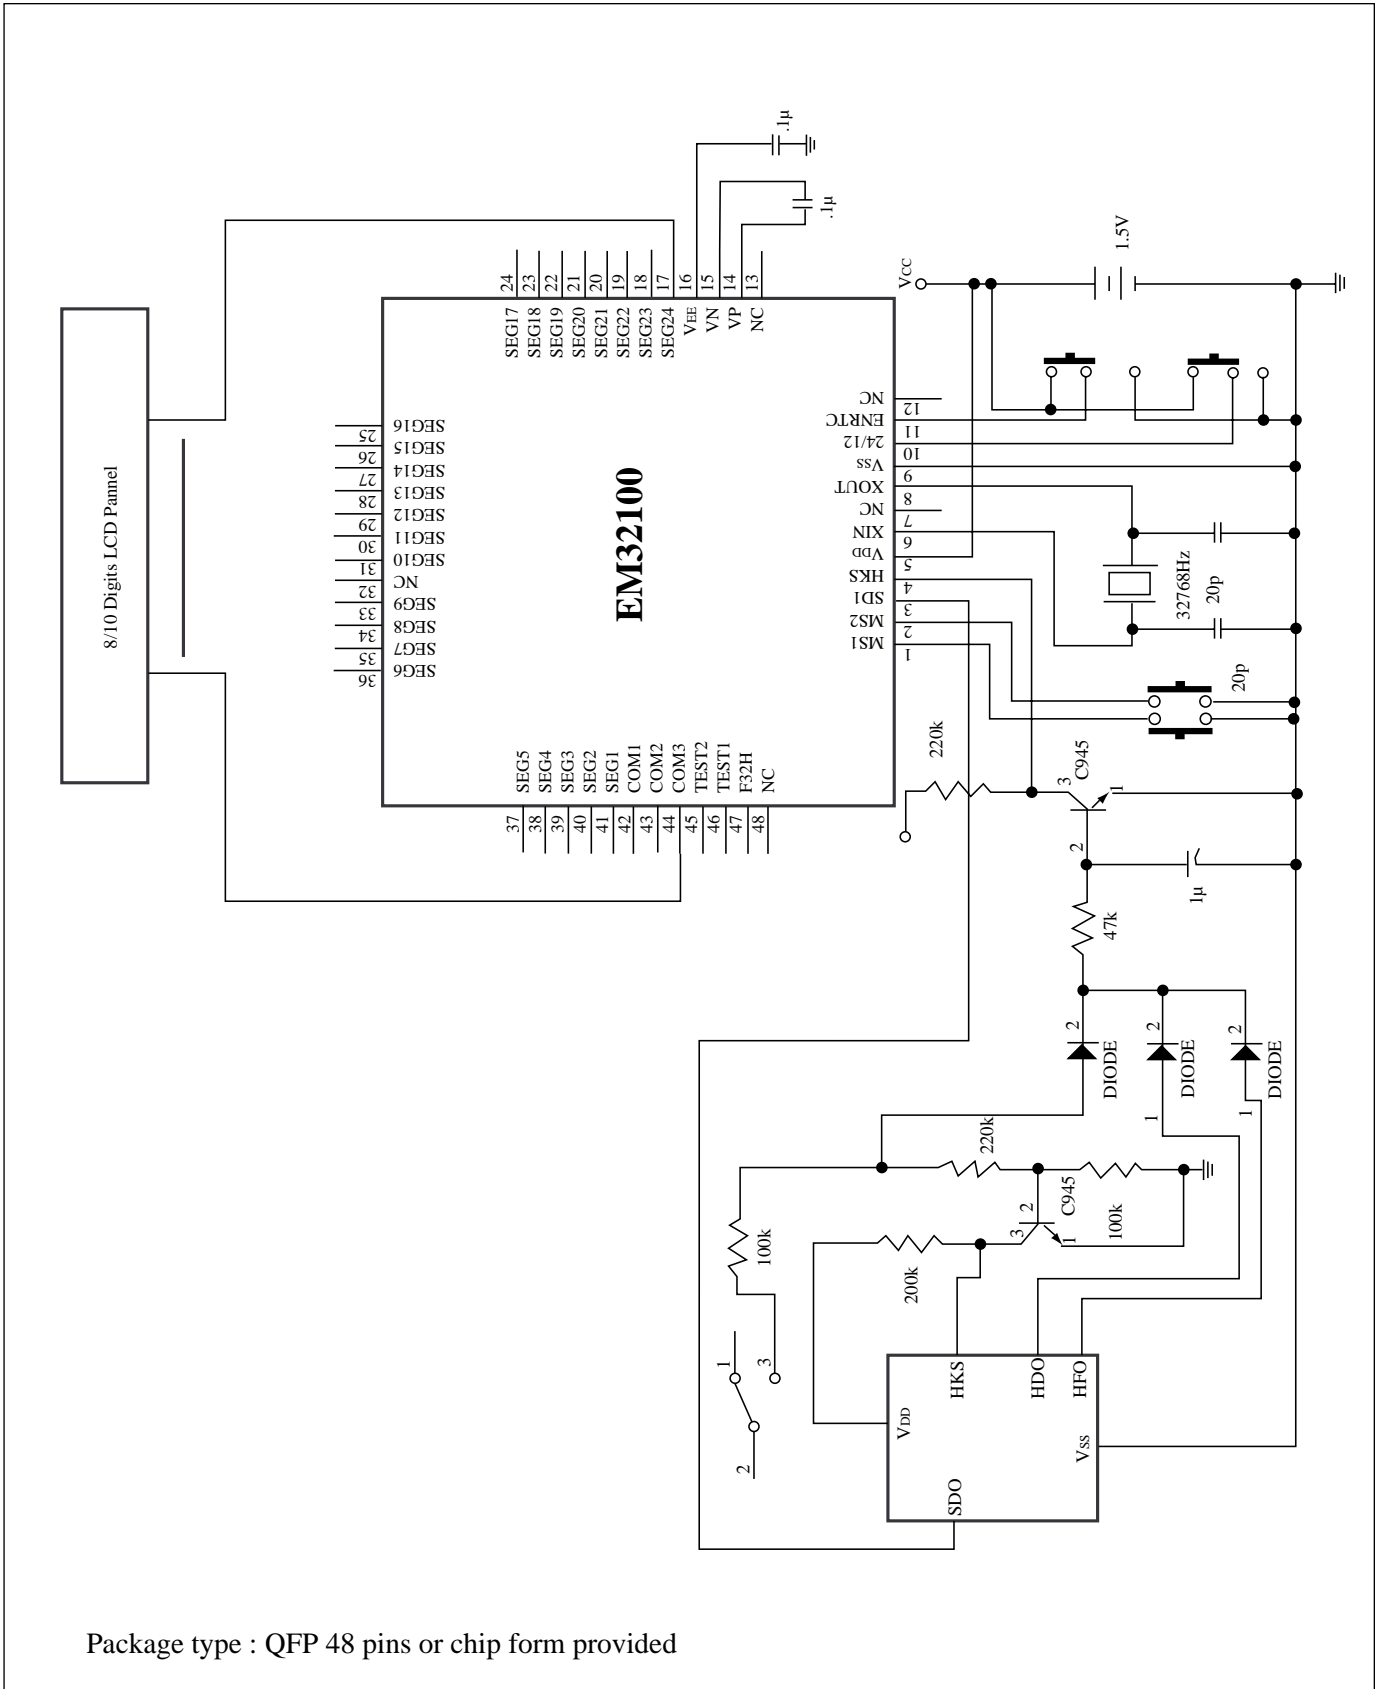 .1µ
.1µ
1.5V
VCC
8/10 Digits LCD Pannel
24
23
22
21
20
19
18
17
16
15
14
13
SEG17
SEG18
SEG19
SEG20
SEG21
SEG22
SEG23
SEG24
VEE
VN
VP
NC
SEG16
25
SEG15
26
SEG14
27
SEG13
28
SEG12
29
SEG11
30
SEG10
31
NC
32
SEG9
33
SEG8
34
SEG7
35
SEG6
36
EM32100
NC
12
ENRTC
11
24/12
10
VSS
9
XOUT
8
NC
7
XIN
6
VDD
5
HKS
4
SD1
3
MS2
2
MS1
1
32768Hz
20p
20p
SEG5
SEG4
SEG3
SEG2
SEG1
COM1
COM2
COM3
TEST2
TEST1
F32H
NC
37
38
39
40
41
42
43
44
45
46
47
48
220k
3
C945
1
2
1µ
47k
2
DIODE
2
DIODE
1
2
DIODE
1
220k
100k
200k
3
2
C945
1
100k
1
3
2
HKS
HDO
HFO
VDD
VSS
SDO
Package type : QFP 48 pins or chip form provided